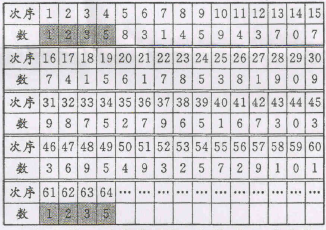 次序 1 2 3 4 5 6 7 8 9 10 11 12 13 14 15
数 1 2 3 5 8 3 1 4 5 9 4 3 7 0 7
次序 16 17 18 19 20 21 22 23 24 25 26 27 28 29 30
数 7 4 1 5 6 1 7 8 5 3 8 1 9 0 9
次序 31 32 33 34 35 36 37 38 39 40 41 42 43 44 45
数 9 8 7 5 2 7 9 6 5 1 6 7 3 0 3
次序 46 47 48 49 50 51 52 53 54 55 56 57 58 59 60
数 3 6 9 5 4 9 3 2 5 7 2 9 1 0 1
次序 61 62 63 64 … … … … … … … … … … …
数 1 2 3 5